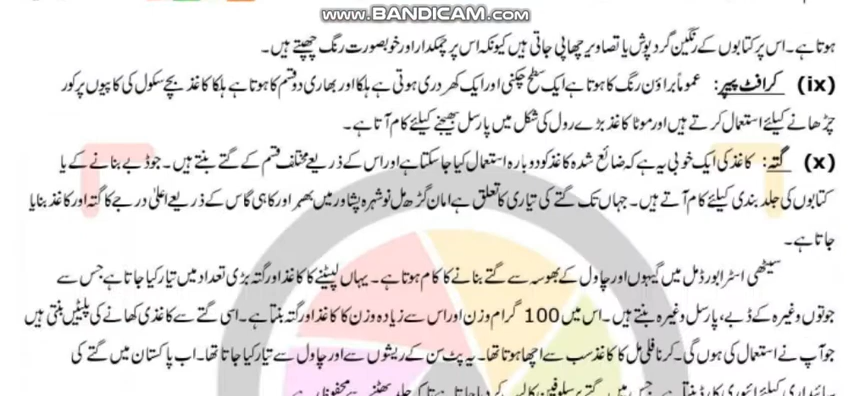 www.BANDICAM.com
ہوتا ہے۔ اس پر کتابوں کے رنگین گرد پوش یا تصاویر چھاپی جاتی ہیں کیونکہ اس پر چمکدار اور خوبصورت رنگ چھپتے ہیں۔
(ix) کرافٹ پیپر: عموماً براؤن رنگ کا ہوتا ہے ایک سطح چکنی اور ایک کھردری ہوتی ہے ہلکا اور بھاری دو قسم کا ہوتا ہے ہلکا کاغذ بچے سکول کی کاپیوں پر کور
چڑھانے کیلئے استعمال کرتے ہیں اور موٹا کاغذ بڑے رول کی شکل میں پارسل بھیجنے کیلئے کام آتا ہے۔
(x) گتہ: کاغذ کی ایک خوبی یہ ہے کہ ضائع شدہ کاغذ کو دوبارہ استعمال کیا جا سکتا ہے اور اس کے ذریعے مختلف قسم کے گتے بنتے ہیں۔ جو ڈبے بنانے کے یا
کتابوں کی جلد بندی کیلئے کام آتے ہیں۔ جہاں تک گتے کی تیاری کا تعلق ہے امان گڑھ مل نوشہرہ پشاور میں بھبر اور کاہی گاس کے ذریعے اعلیٰ درجے کا گتہ اور کاغذ بنایا
جاتا ہے۔
سیٹھی اسٹرابورڈ مل میں گیہوں اور چاول کے بھوسہ سے گتے بنانے کا کام ہوتا ہے۔ یہاں لپیٹنے کا کاغذ اور گتہ بڑی تعداد میں تیار کیا جاتا ہے جس سے
جوتوں وغیرہ کے ڈبے، پارسل وغیرہ بنتے ہیں۔ اس میں 100 گرام وزن اور اس سے زیادہ وزن کا کاغذ اور گتہ بنتا ہے۔ اسی گتے سے کاغذی کھانے کی پلیٹیں بنتی ہیں
جو آپ نے استعمال کی ہوں گی۔ کرنافلی مل کا کاغذ سب سے اچھا ہوتا تھا۔ یہ پٹ سن کے ریشوں سے اور چاول سے تیار کیا جاتا تھا۔ اب پاکستان میں گتے کی